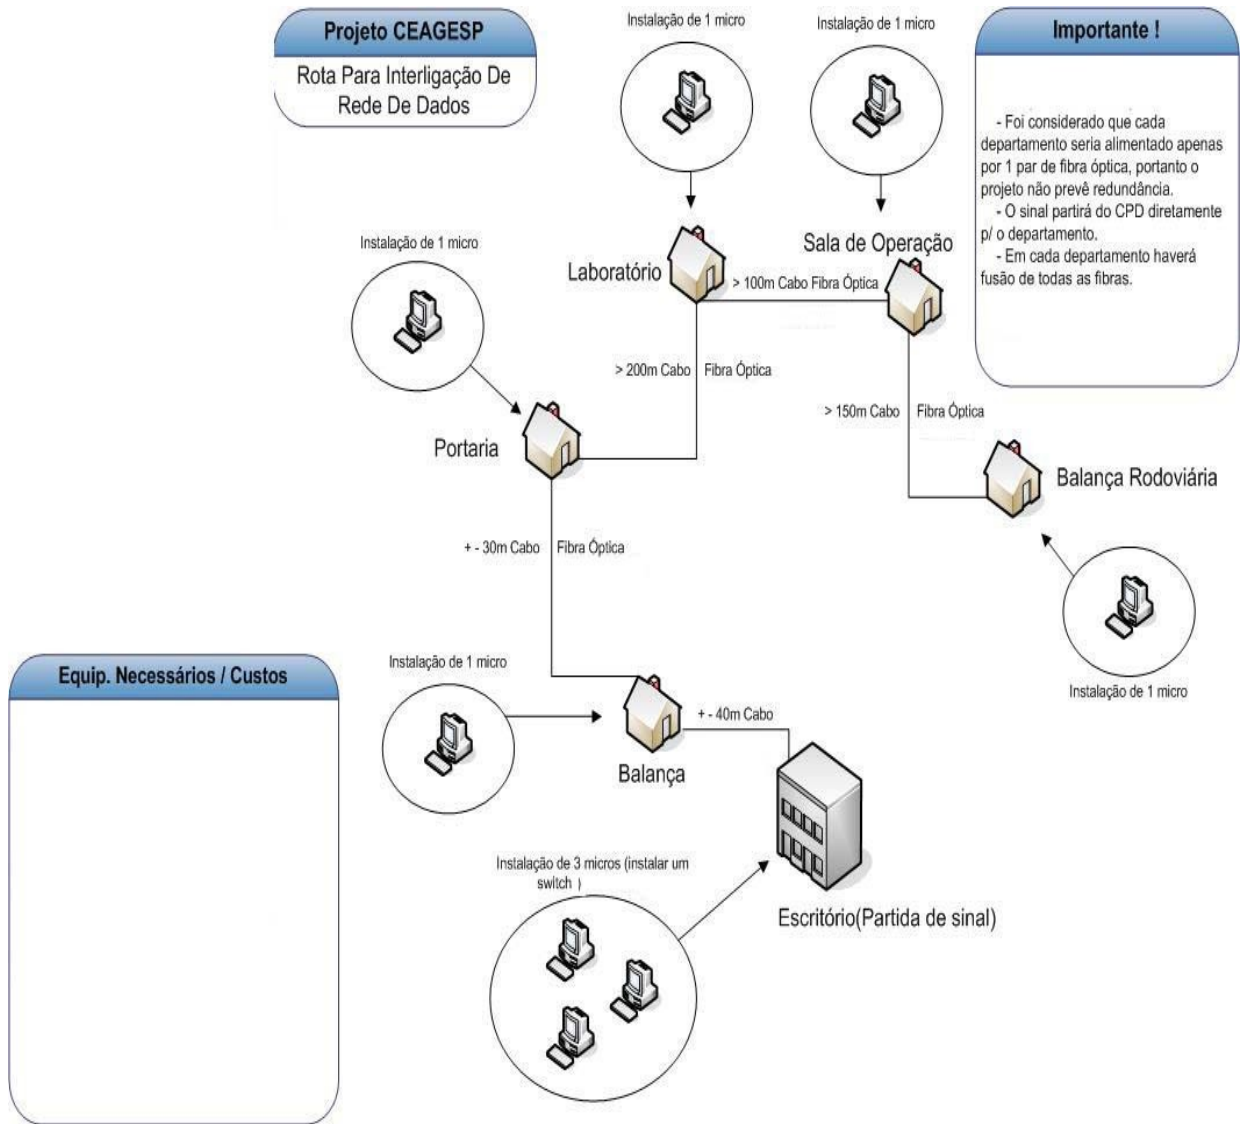 Projeto CEAGESP
Rota Para Interligação De
Rede De Dados
Instalação de 1 micro
Instalação de 1 micro
Importante !
- Foi considerado que cada
departamento seria alimentado apenas
por 1 par de fibra óptica, portanto o
projeto não prevê redundância.
- O sinal partirá do CPD diretamente
p/ o departamento.
- Em cada departamento haverá
fusão de todas as fibras.
Instalação de 1 micro
Laboratório
Sala de Operação
> 100m Cabo Fibra Óptica
> 200m Cabo Fibra Óptica
> 150m Cabo Fibra Óptica
Portaria
Balança Rodoviária
+ - 30m Cabo Fibra Óptica
Instalação de 1 micro
Equip. Necessários / Custos
Instalação de 1 micro
+ - 40m Cabo
Balança
Instalação de 3 micros (instalar um
switch )
Escritório(Partida de sinal)